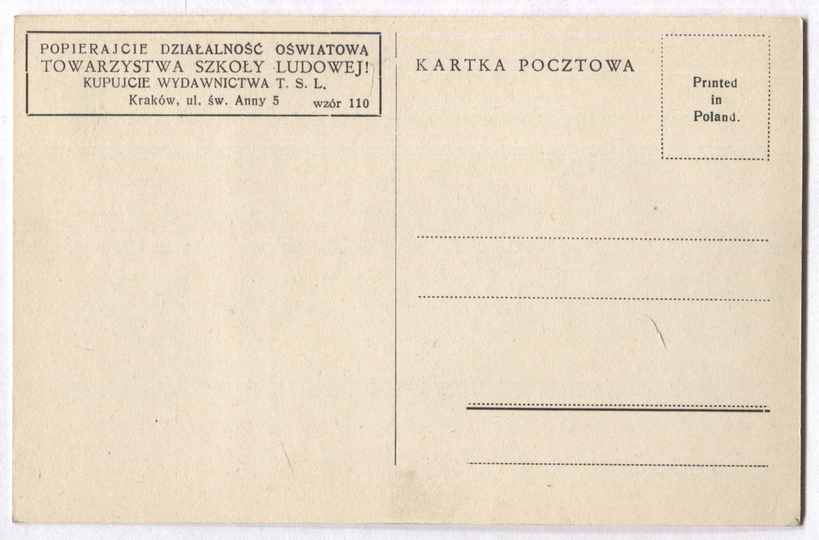 POPIERAJCIE DZIAŁALNOŚĆ OŚWIATOWA
TOWARZYSTWA SZKOŁY LUDOWEJ!
KUPUJCIE WYDAWNICTWA T. S. L.
Kraków, ul. św. Anny 5 wzór 110
KARTKA POCZTOWA
Printed
in
Poland.